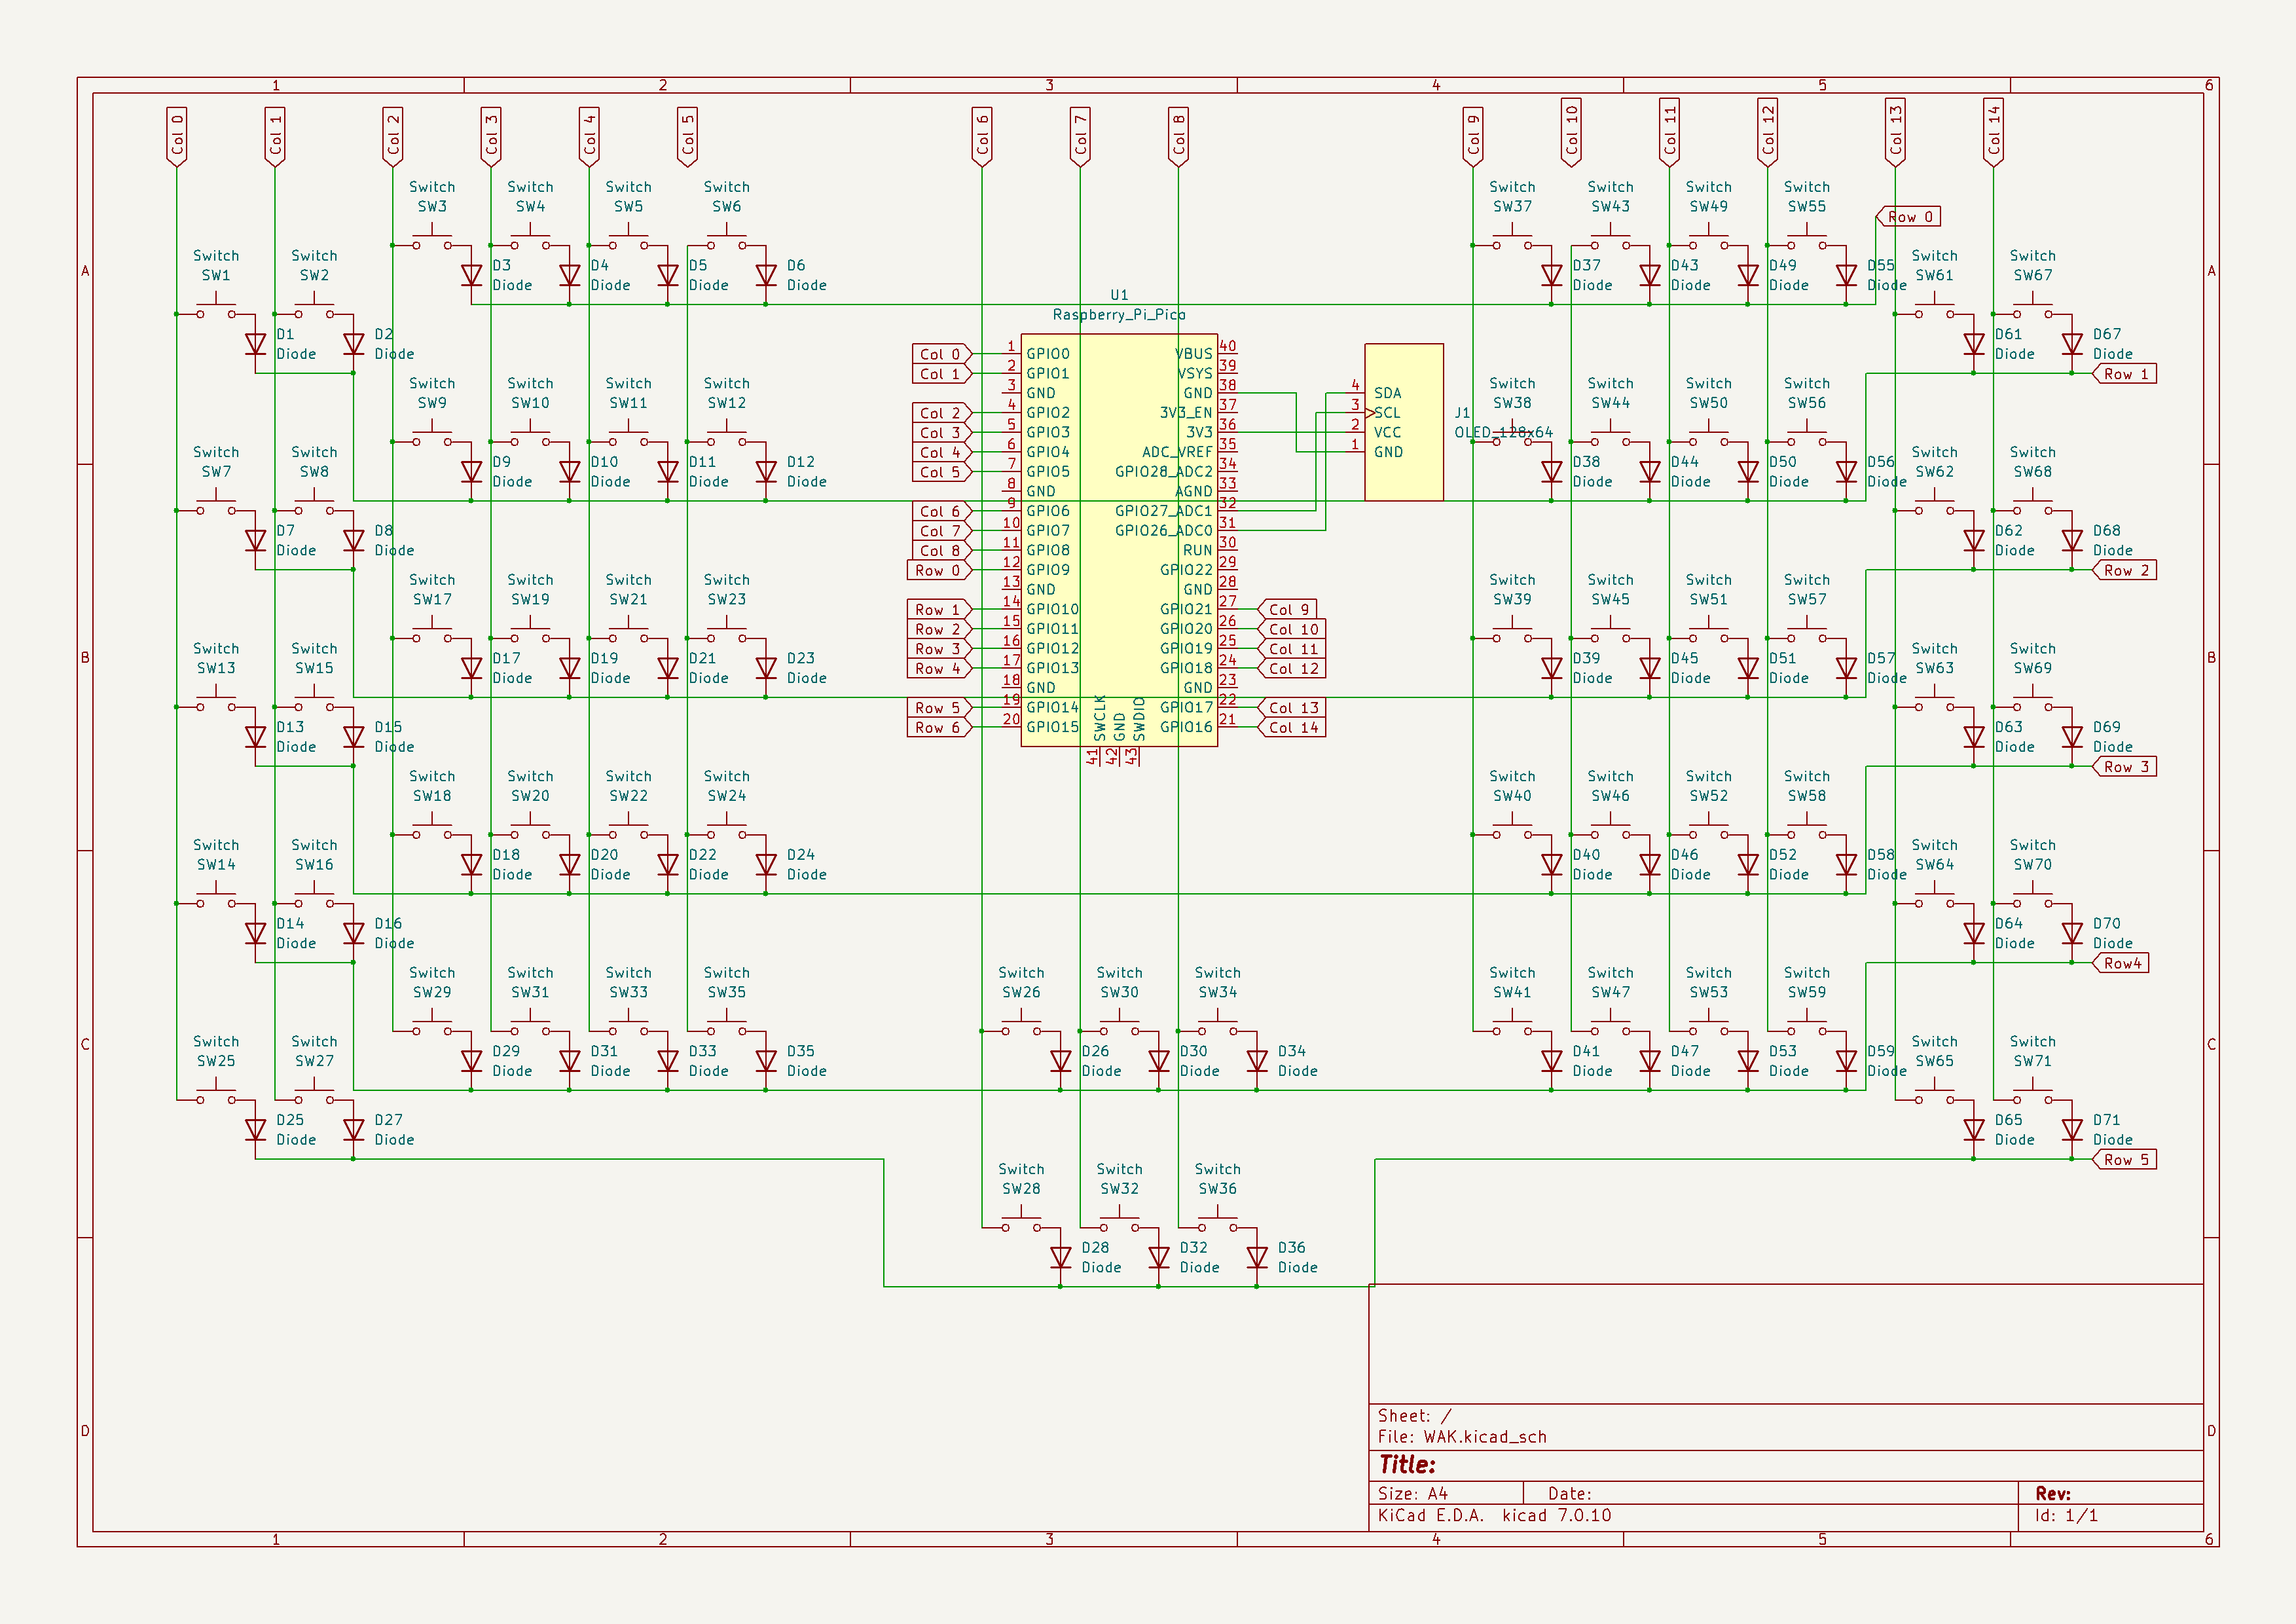 1 2 3 4 5 6
Col 0 Col 1 Col 2 Col 3 Col 4 Col 5 Col 6 Col 7 Col 8 Col 9 Col 10 Col 11 Col 12 Col 13 Col 14
Switch Switch Switch Switch Switch Switch Switch Switch
SW3 SW4 SW5 SW6 SW37 SW43 SW49 SW55
Row 0
Switch Switch Switch Switch
SW1 SW2 SW61 SW67
A A
D3 D4 D5 D6 D37 D43 D49 D55
Diode Diode Diode Diode Diode Diode Diode Diode
D1 D2 D61 D67
Diode Diode Diode Diode
Row 1
U1
Raspberry_Pi_Pico
Col 0 1 GPIO0
Col 1 2 GPIO1
3 GND
Col 2 4 GPIO2
Col 3 5 GPIO3
Col 4 6 GPIO4
Col 5 7 GPIO5
8 GND
Col 6 9 GPIO6
Col 7 10 GPIO7
Col 8 11 GPIO8
Row 0 12 GPIO9
13 GND
Row 1 14 GPIO10
Row 2 15 GPIO11
Row 3 16 GPIO12
Row 4 17 GPIO13
18 GND
Row 5 19 GPIO14
Row 6 20 GPIO15
VBUS 40
VSYS 39
GND 38
3V3_EN 37
3V3 36
ADC_VREF 35
GPIO28_ADC2 34
AGND 33
GPIO27_ADC1 32
GPIO26_ADC0 31
RUN 30
GPIO22 29
GND 28
GPIO21 27 Col 9
GPIO20 26 Col 10
GPIO19 25 Col 11
GPIO18 24 Col 12
GND 23
GPIO17 22 Col 13
GPIO16 21 Col 14
SWCLK GND SWDIO
41 42 43
4 SDA
3 SCL
2 VCC
1 GND
J1
OLED_128x64
Switch Switch Switch Switch Switch Switch Switch Switch
SW9 SW10 SW11 SW12 SW38 SW44 SW50 SW56
Switch Switch Switch Switch
SW7 SW8 SW62 SW68
D9 D10 D11 D12 D38 D44 D50 D56
Diode Diode Diode Diode Diode Diode Diode Diode
D7 D8 D62 D68
Diode Diode Diode Diode
Row 2
Switch Switch Switch Switch Switch Switch Switch Switch
SW17 SW19 SW21 SW23 SW39 SW45 SW51 SW57
Switch Switch Switch Switch
SW13 SW15 SW63 SW69
B B
D17 D19 D21 D23 D39 D45 D51 D57
Diode Diode Diode Diode Diode Diode Diode Diode
D13 D15 D63 D69
Diode Diode Diode Diode
Row 3
Switch Switch Switch Switch Switch Switch Switch Switch
SW18 SW20 SW22 SW24 SW40 SW46 SW52 SW58
Switch Switch Switch Switch
SW14 SW16 SW64 SW70
D18 D20 D22 D24 D40 D46 D52 D58
Diode Diode Diode Diode Diode Diode Diode Diode
D14 D16 D64 D70
Diode Diode Diode Diode
Row4
Switch Switch Switch Switch Switch Switch Switch Switch Switch Switch Switch
SW29 SW31 SW33 SW35 SW26 SW30 SW34 SW41 SW47 SW53 SW59
Switch Switch Switch Switch
SW25 SW27 SW65 SW71
C C
D29 D31 D33 D35 D26 D30 D34 D41 D47 D53 D59
Diode Diode Diode Diode Diode Diode Diode Diode Diode Diode Diode
D25 D27 D65 D71
Diode Diode Diode Diode
Row 5
Switch Switch Switch
SW28 SW32 SW36
D28 D32 D36
Diode Diode Diode
D D
Sheet: /
File: WAK.kicad_sch
Title:
Size: A4 Date: Rev:
KiCad E.D.A. kicad 7.0.10 Id: 1/1
1 2 3 4 5 6